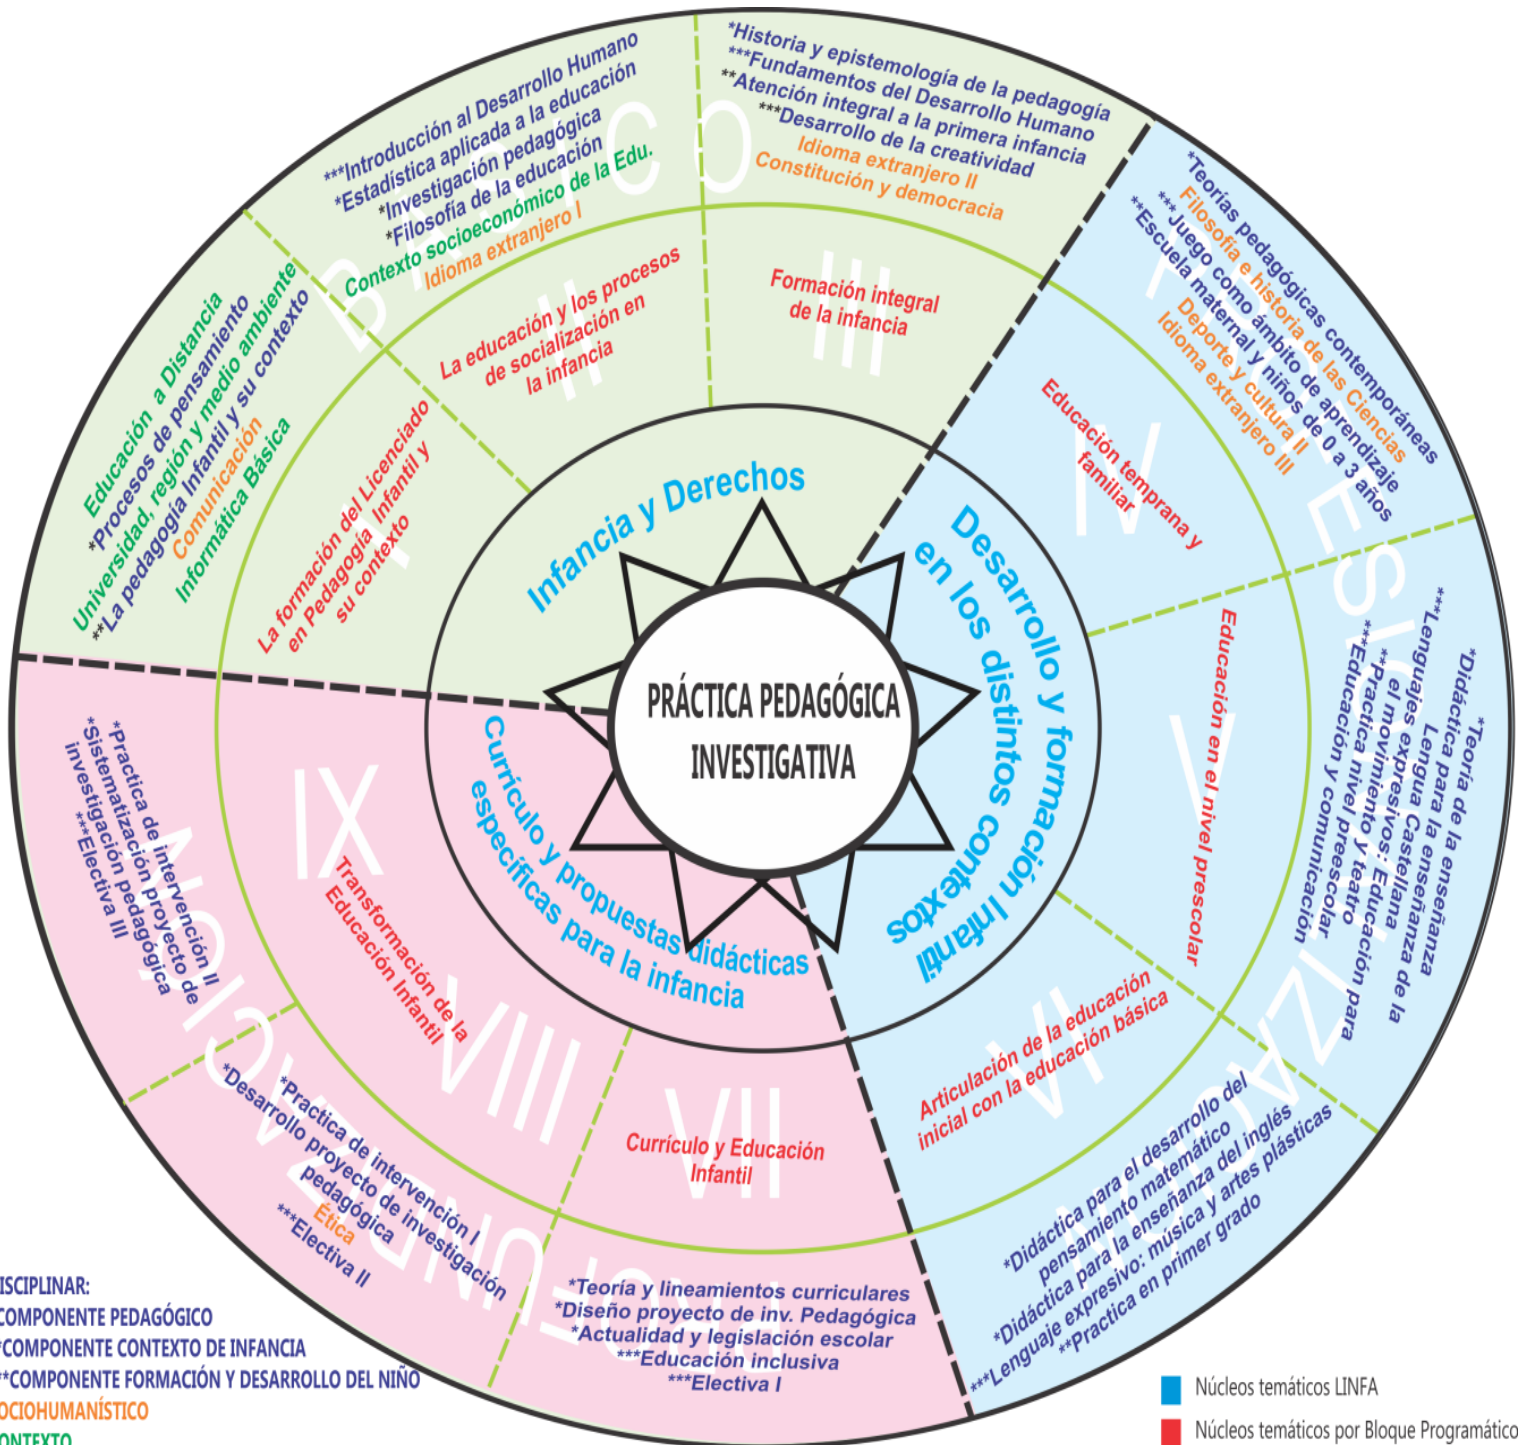 PRÁCTICA PEDAGÓGICA
INVESTIGATIVA
Infancia y Derechos
Desarrollo y formación Infantil
en los distintos contextos
Currículo y propuestas didácticas
específicas para la infancia
BASICO
PROFESIONALIZACIÓN
PROFUNDIZACIÓN
I
La formación del Licenciado
en Pedagogía Infantil y
su contexto
Educación a Distancia
*Procesos de pensamiento
Universidad, región y medio ambiente
**La pedagogía Infantil y su contexto
Comunicación
Informática Básica
II
La educación y los procesos
de socialización en
la infancia
***Introducción al Desarrollo Humano
*Estadística aplicada a la educación
*Investigación pedagógica
*Filosofía de la educación
Contexto socioeconómico de la Edu.
Idioma extranjero I
III
Formación integral
de la infancia
*Historia y epistemología de la pedagogía
***Fundamentos del Desarrollo Humano
**Atención integral a la primera infancia
***Desarrollo de la creatividad
Idioma extranjero II
Constitución y democracia
IV
Educación temprana y
familiar
*Teorías pedagógicas contemporáneas
Filosofía e historia de las Ciencias
***Juego como ámbito de aprendizaje
**Escuela maternal y niños de 0 a 3 años
Deporte y cultura II
Idioma extranjero III
V
Educación en el nivel prescolar
*Teoría de la enseñanza
*Didáctica para la enseñanza de la
Lengua Castellana
***Lenguajes expresivos: Educación para
el movimiento y teatro
**Practica nivel preescolar
***Educación y comunicación
VI
Articulación de la educación
inicial con la educación básica
*Didáctica para el desarrollo del
pensamiento matemático
*Didáctica para la enseñanza del inglés
***Lenguaje expresivo: música y artes plásticas
**Practica en primer grado
VII
Currículo y Educación
Infantil
*Teoría y lineamientos curriculares
*Diseño proyecto de inv. Pedagógica
*Actualidad y legislación escolar
***Educación inclusiva
***Electiva I
VIII
*Practica de intervención I
*Desarrollo proyecto de investigación
pedagógica
Ética
***Electiva II
IX
Transformación de la
Educación Infantil
*Practica de intervención II
*Sistematización proyecto de
investigación pedagógica
***Electiva III
ISCIPLINAR:
COMPONENTE PEDAGÓGICO
*COMPONENTE CONTEXTO DE INFANCIA
**COMPONENTE FORMACIÓN Y DESARROLLO DEL NIÑO
OCIOHUMANÍSTICO
ONTEXTO
Núcleos temáticos LINFA
Núcleos temáticos por Bloque Programático